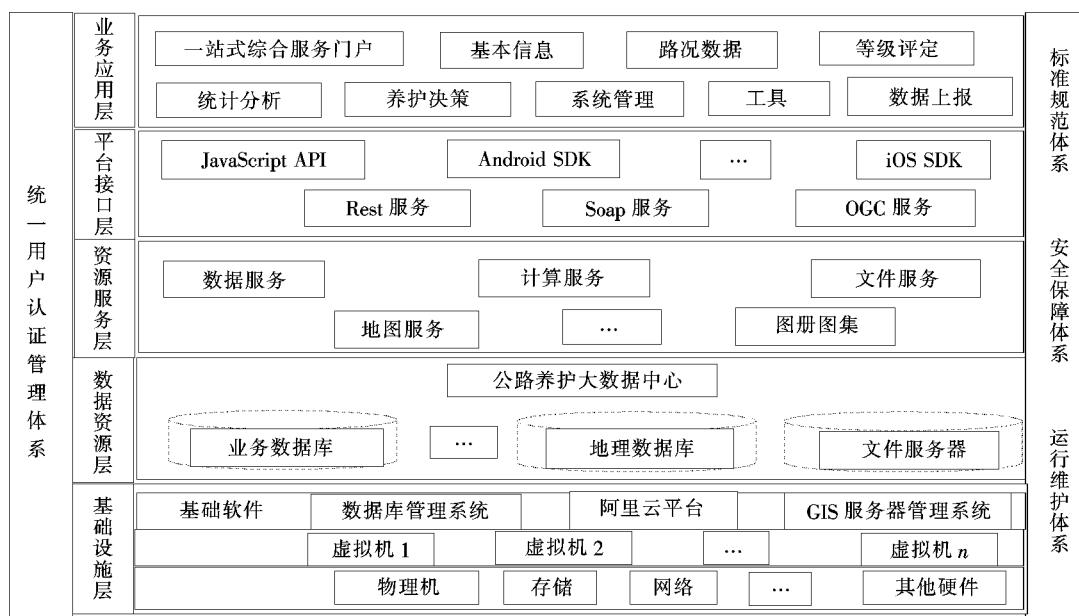 统一用户认证管理体系
业务应用层
一站式综合服务门户 基本信息 路况数据 等级评定
统计分析 养护决策 系统管理 工具 数据上报
平台接口层
JavaScript API Android SDK … iOS SDK
Rest 服务 Soap 服务 OGC 服务
资源服务层
数据服务 计算服务 文件服务
地图服务 … 图册图集
数据资源层
公路养护大数据中心
业务数据库 … 地理数据库 文件服务器
基础设施层
基础软件 数据库管理系统 阿里云平台 GIS 服务器管理系统
虚拟机 1 虚拟机 2 … 虚拟机 n
物理机 存储 网络 … 其他硬件
标准规范体系
安全保障体系
运行维护体系